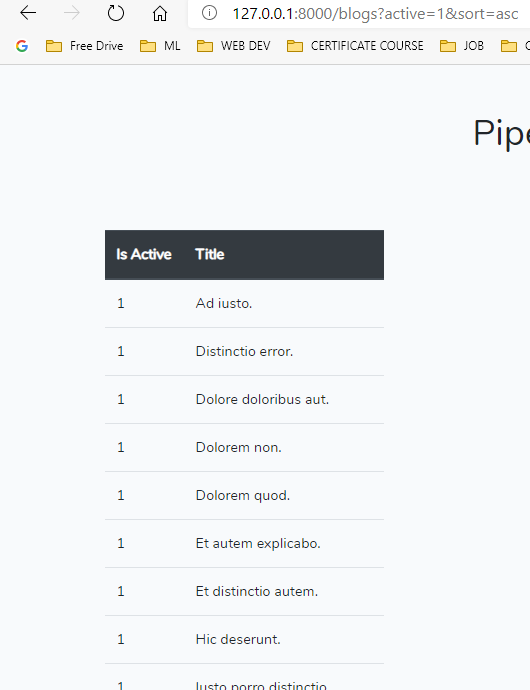 127.0.0.1:8000/blogs?active=1&sort=asc
G Free Drive ML WEB DEV CERTIFICATE COURSE JOB
Pipe
Is Active Title
1 Ad iusto.
1 Distinctio error.
1 Dolore doloribus aut.
1 Dolorem non.
1 Dolorem quod.
1 Et autem explicabo.
1 Et distinctio autem.
1 Hic deserunt.
1 Iusto porro distinctio